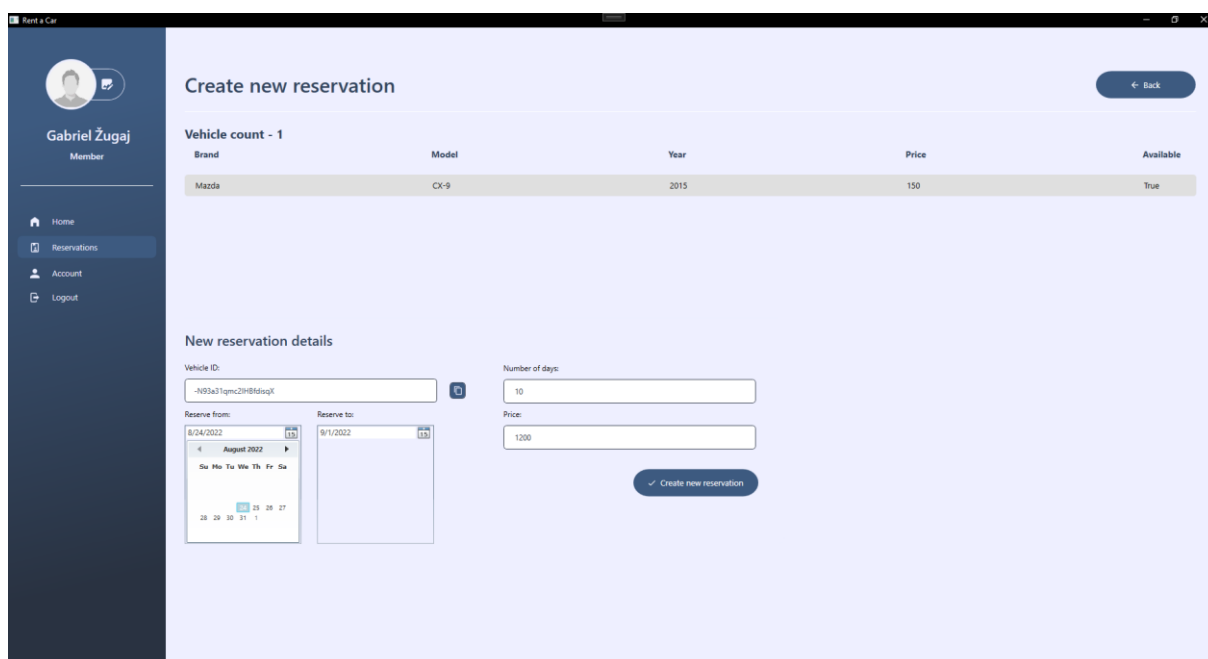 Rent a Car
Gabriel Žugaj
Member
Home
Reservations
Account
Logout
Create new reservation
← Back
Vehicle count - 1
Brand Model Year Price Available
Mazda CX-9 2015 150 True
New reservation details
Vehicle ID:
Number of days:
10
Reserve from:
Reserve to:
Price:
8/24/2022 15
9/1/2022 15
1200
August 2022
Su Mo Tu We Th Fr Sa
24 25 26 27
28 29 30 31 1
Create new reservation